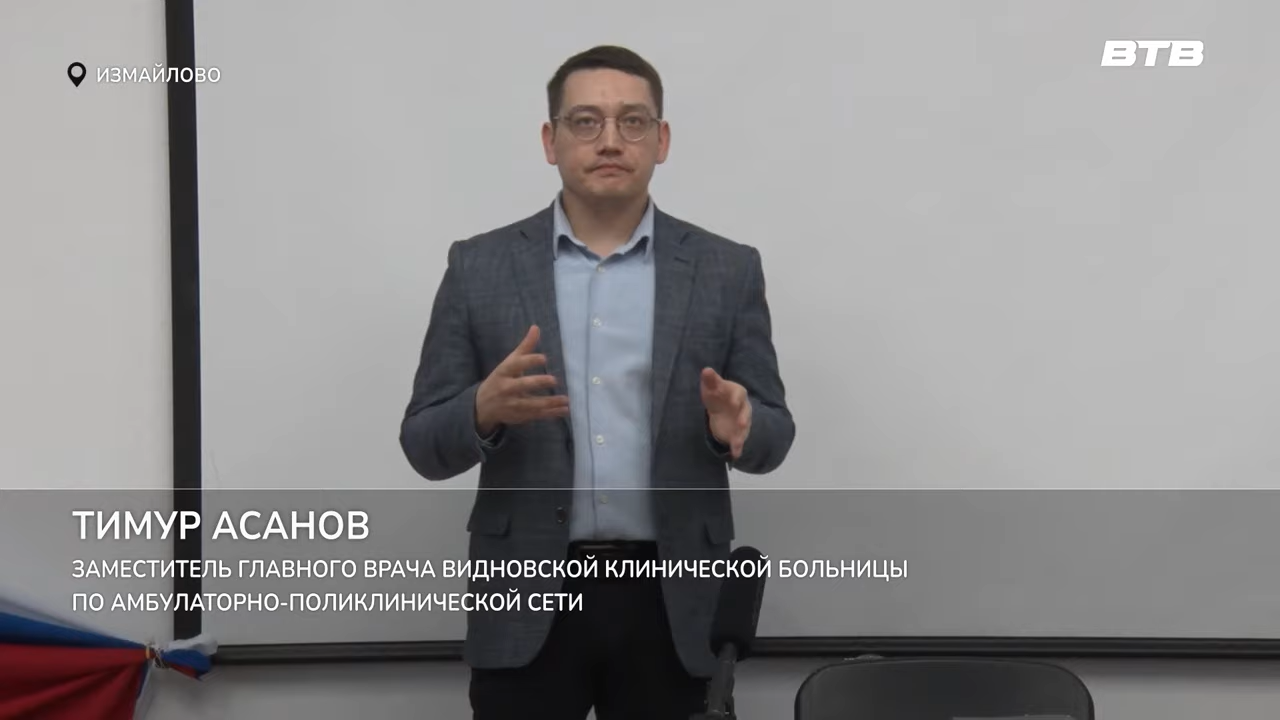 ИЗМАЙЛОВО
ВТВ
ТИМУР АСАНОВ
ЗАМЕСТИТЕЛЬ ГЛАВНОГО ВРАЧА ВИДНОВСКОЙ КЛИНИЧЕСКОЙ БОЛЬНИЦЫ
ПО АМБУЛАТОРНО-ПОЛИКЛИНИЧЕСКОЙ СЕТИ